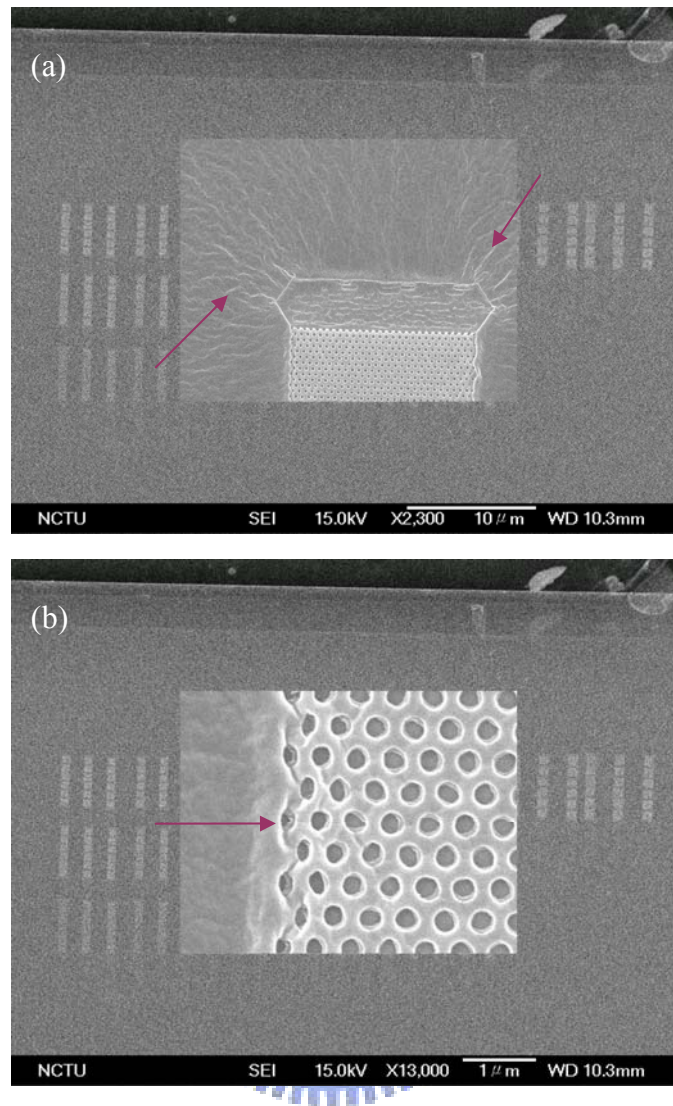 (a)
NCTU SEI 15.0kV X2,300 10 μm WD 10.3mm
(b)
NCTU SEI 15.0kV X13,000 1 μm WD 10.3mm